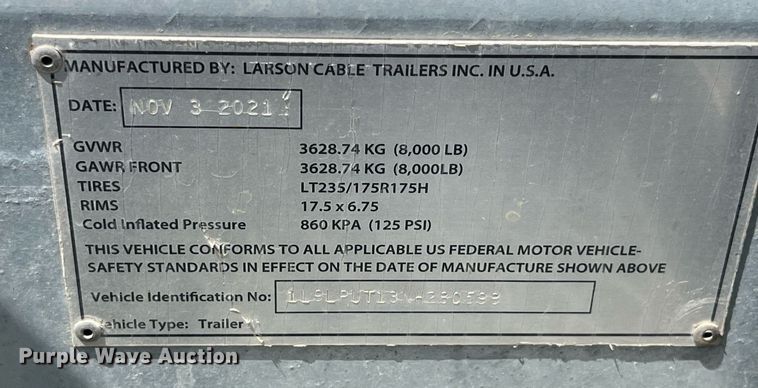 MANUFACTURED BY: LARSON CABLE TRAILERS INC. IN U.S.A.
DATE: NOV 3 2021
GVWR 3628.74 KG (8,000 LB)
GAWR FRONT 3628.74 KG (8,000LB)
TIRES LT235/175R175H
RIMS 17.5 x 6.75
Cold Inflated Pressure 860 KPA (125 PSI)
THIS VEHICLE CONFORMS TO ALL APPLICABLE US FEDERAL MOTOR VEHICLE-
SAFETY STANDARDS IN EFFECT ON THE DATE OF MANUFACTURE SHOWN ABOVE
Vehicle Identification No:
Vehicle Type: Trailer
Purple Wave Auction